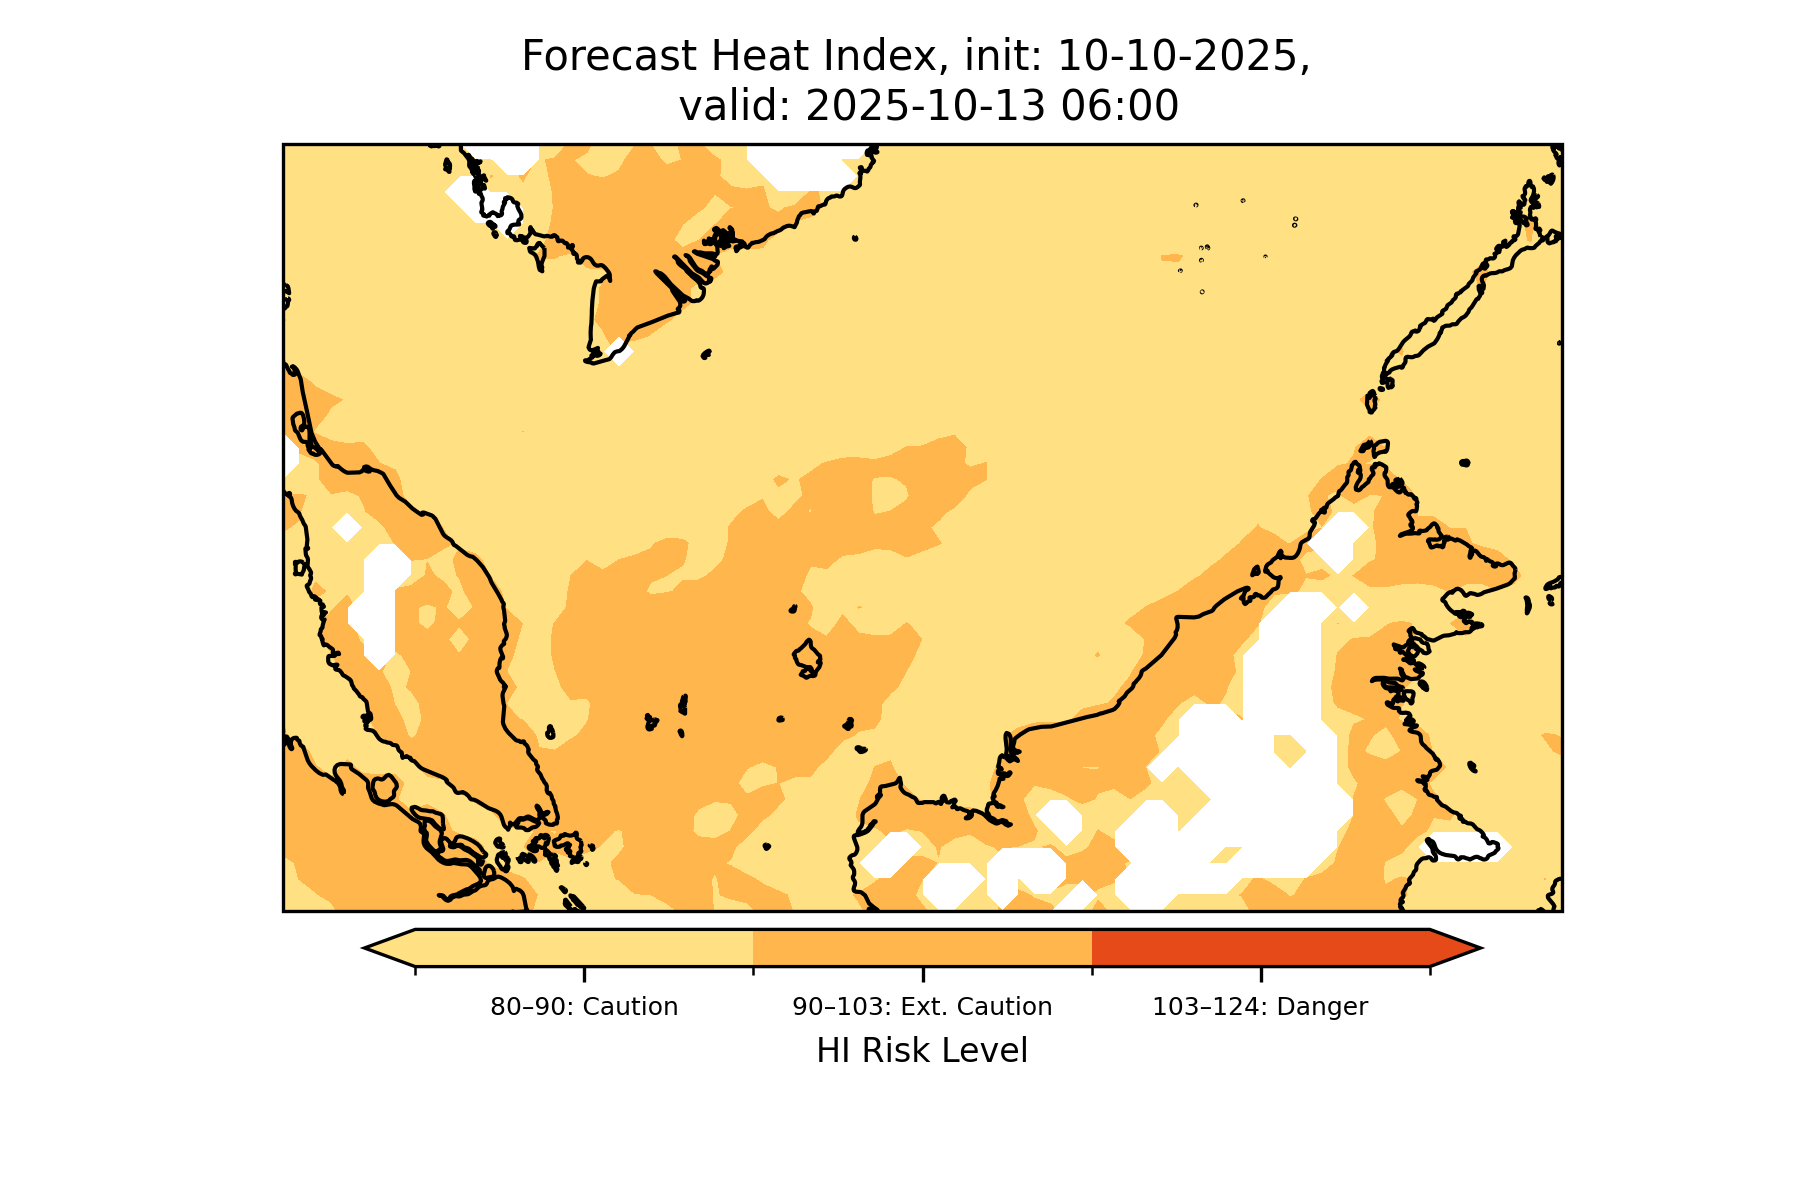 Forecast Heat Index, init: 10-10-2025,
valid: 2025-10-13 06:00
80–90: Caution
90–103: Ext. Caution
103–124: Danger
HI Risk Level